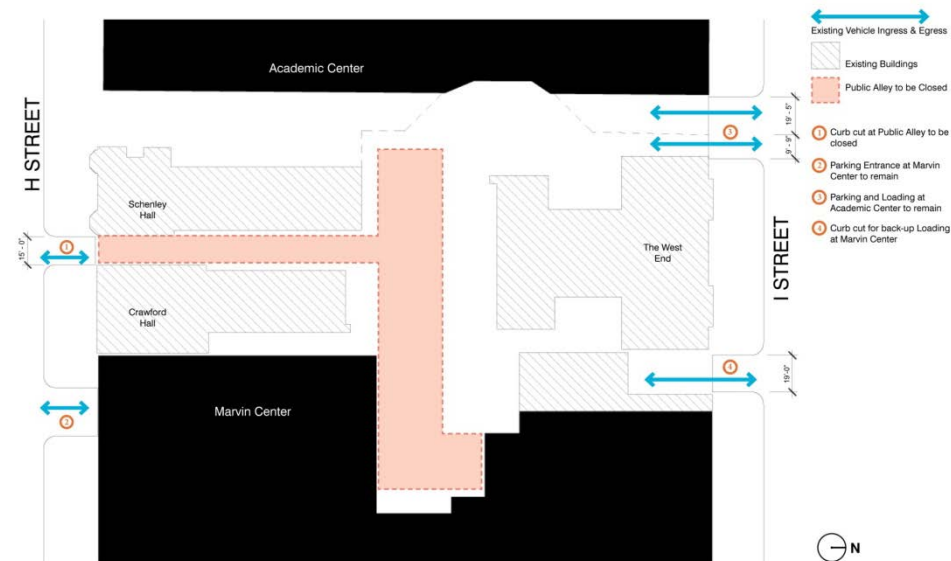 Academic Center
H STREET
Schenley
Hall
15' - 0"
1
Crawford
Hall
Marvin Center
2
The West
End
3
19' - 5"
9' - 9"
I STREET
4
19'-0"
Existing Vehicle Ingress & Egress
Existing Buildings
Public Alley to be Closed
1 Curb cut at Public Alley to be
closed
2 Parking Entrance at Marvin
Center to remain
3 Parking and Loading at
Academic Center to remain
4 Curb cut for back-up Loading
at Marvin Center
N